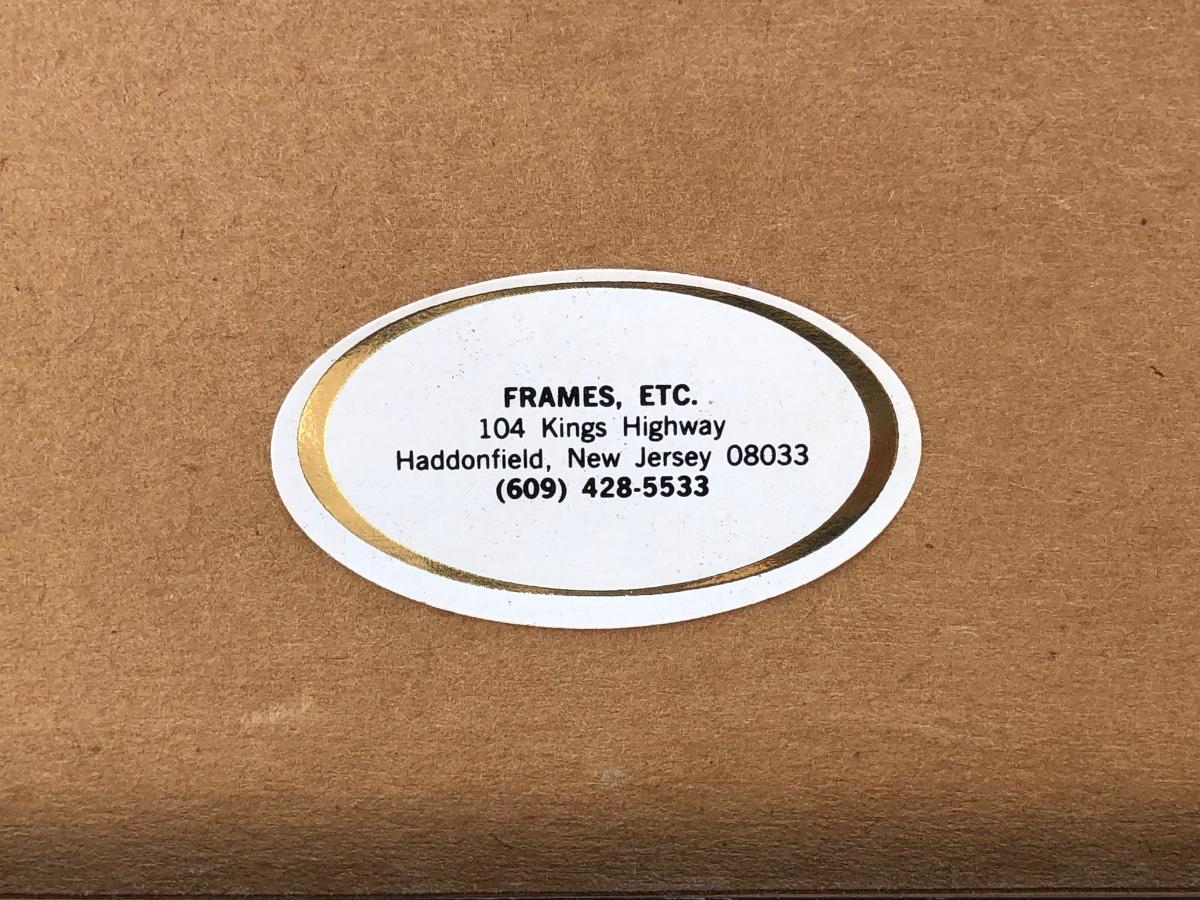 FRAMES, ETC.
104 Kings Highway
Haddonfield, New Jersey 08033
(609) 428-5533